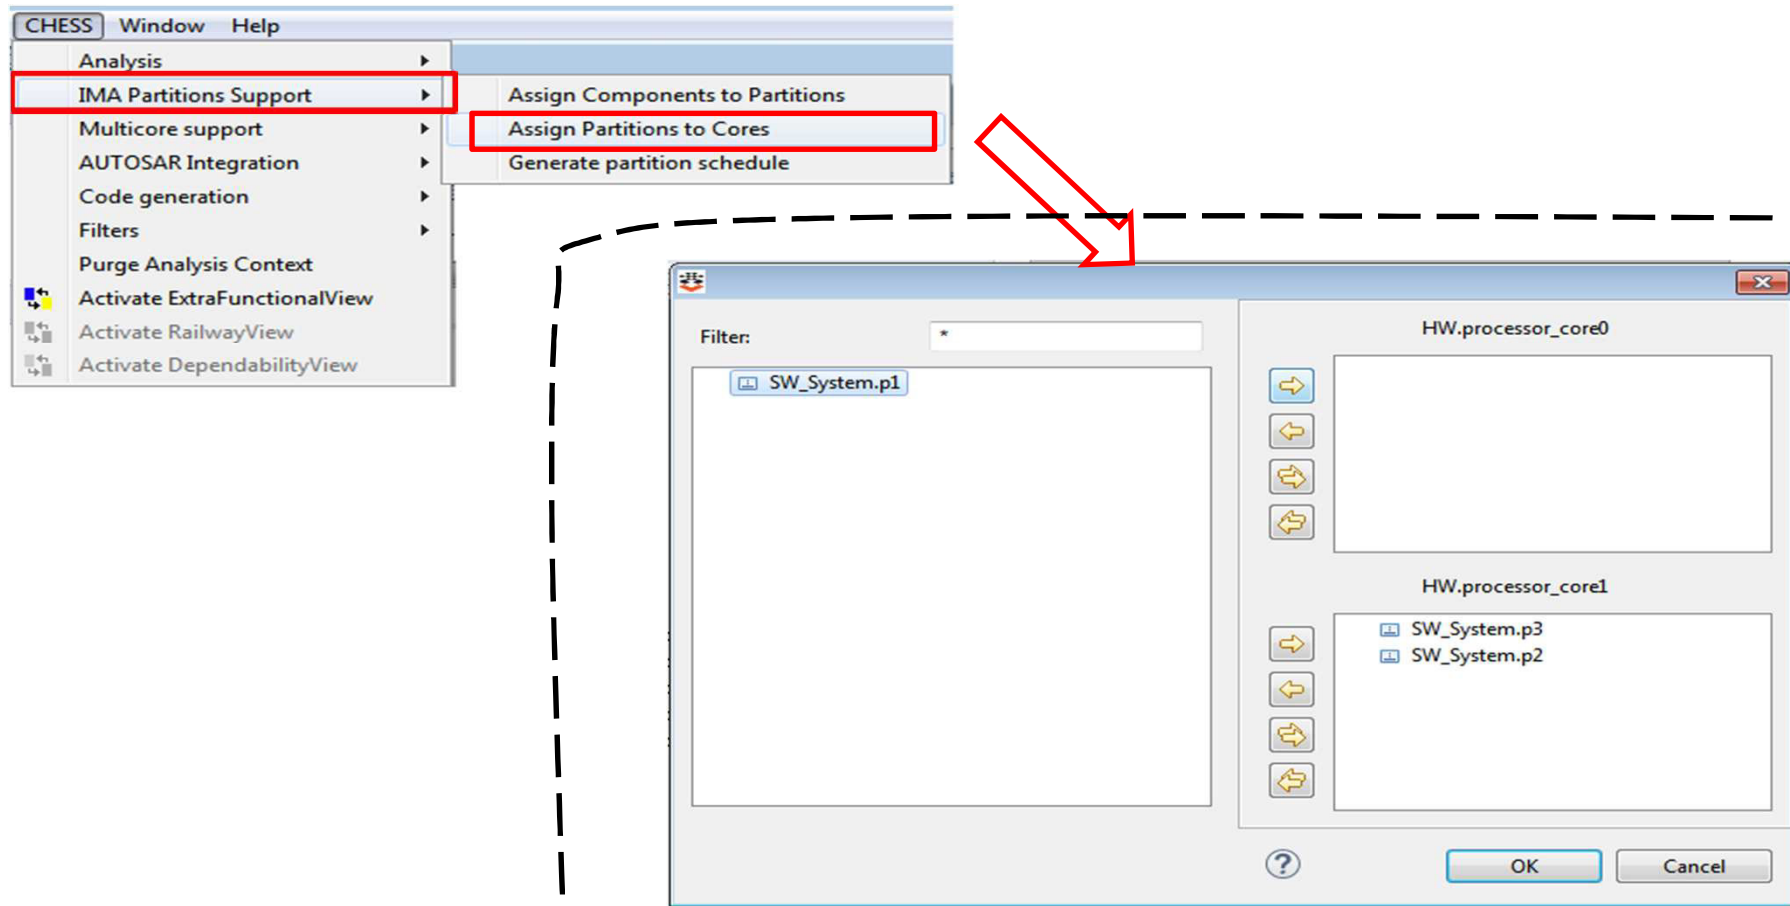 CHESS Window Help
Analysis
IMA Partitions Support
Multicore support
AUTOSAR Integration
Code generation
Filters
Purge Analysis Context
Activate ExtraFunctionalView
Activate RailwayView
Activate DependabilityView
Assign Components to Partitions
Assign Partitions to Cores
Generate partition schedule
Filter: *
SW_System.p1
HW.processor_core0
HW.processor_core1
SW_System.p3
SW_System.p2
? OK Cancel